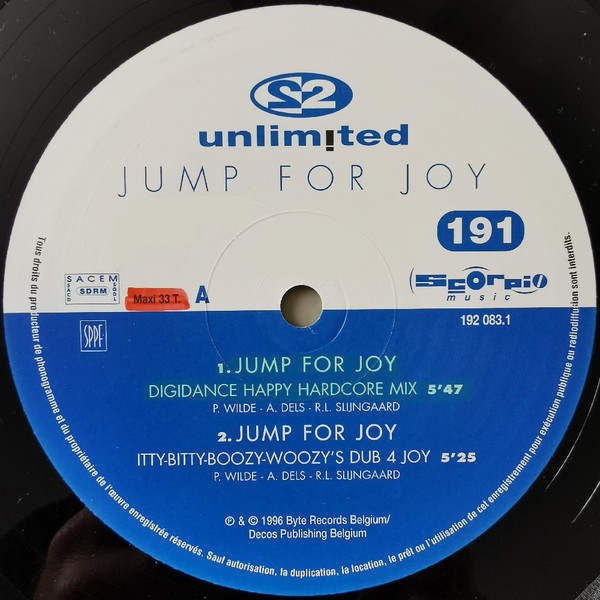 2
unlim!ted
JUMP FOR JOY
191
SACEM
SACD
SDRM
SGDL
Maxi 33 T.
A
SCORPIO
music
192 083.1
SPPF
1.JUMP FOR JOY
DIGIDANCE HAPPY HARDCORE MIX 5'47
P. WILDE - A. DELS - R.L. SLIJNGAARD
2.JUMP FOR JOY
ITTY-BITTY-BOOZY-WOOZY'S DUB 4 JOY 5'25
P. WILDE - A. DELS - R.L. SLIJNGAARD
℗ & © 1996 Byte Records Belgium/
Decos Publishing Belgium
Tous droits du producteur de phonogramme et du propriétaire de l'œuvre enregistrée réservés. Sauf autorisation, la duplication, la location, le prêt ou l'utilisation de cet enregistrement pour exécution publique ou radiodiffusion sont interdits.